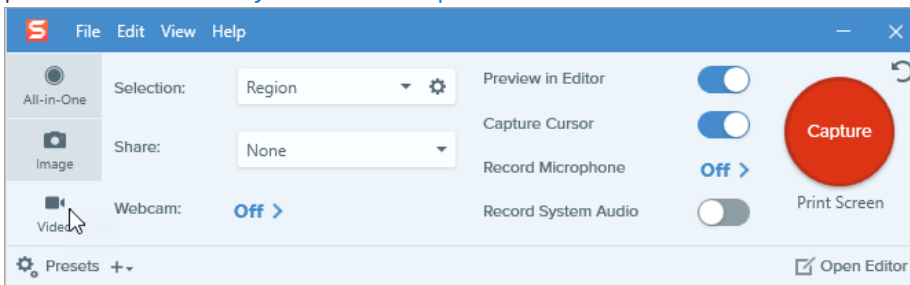 S File Edit View Help
All-in-One
Image
Video
Selection: Region
Share: None
Webcam: Off >
Preview in Editor
Capture Cursor
Record Microphone Off >
Record System Audio
Capture
Print Screen
Presets +
Open Editor